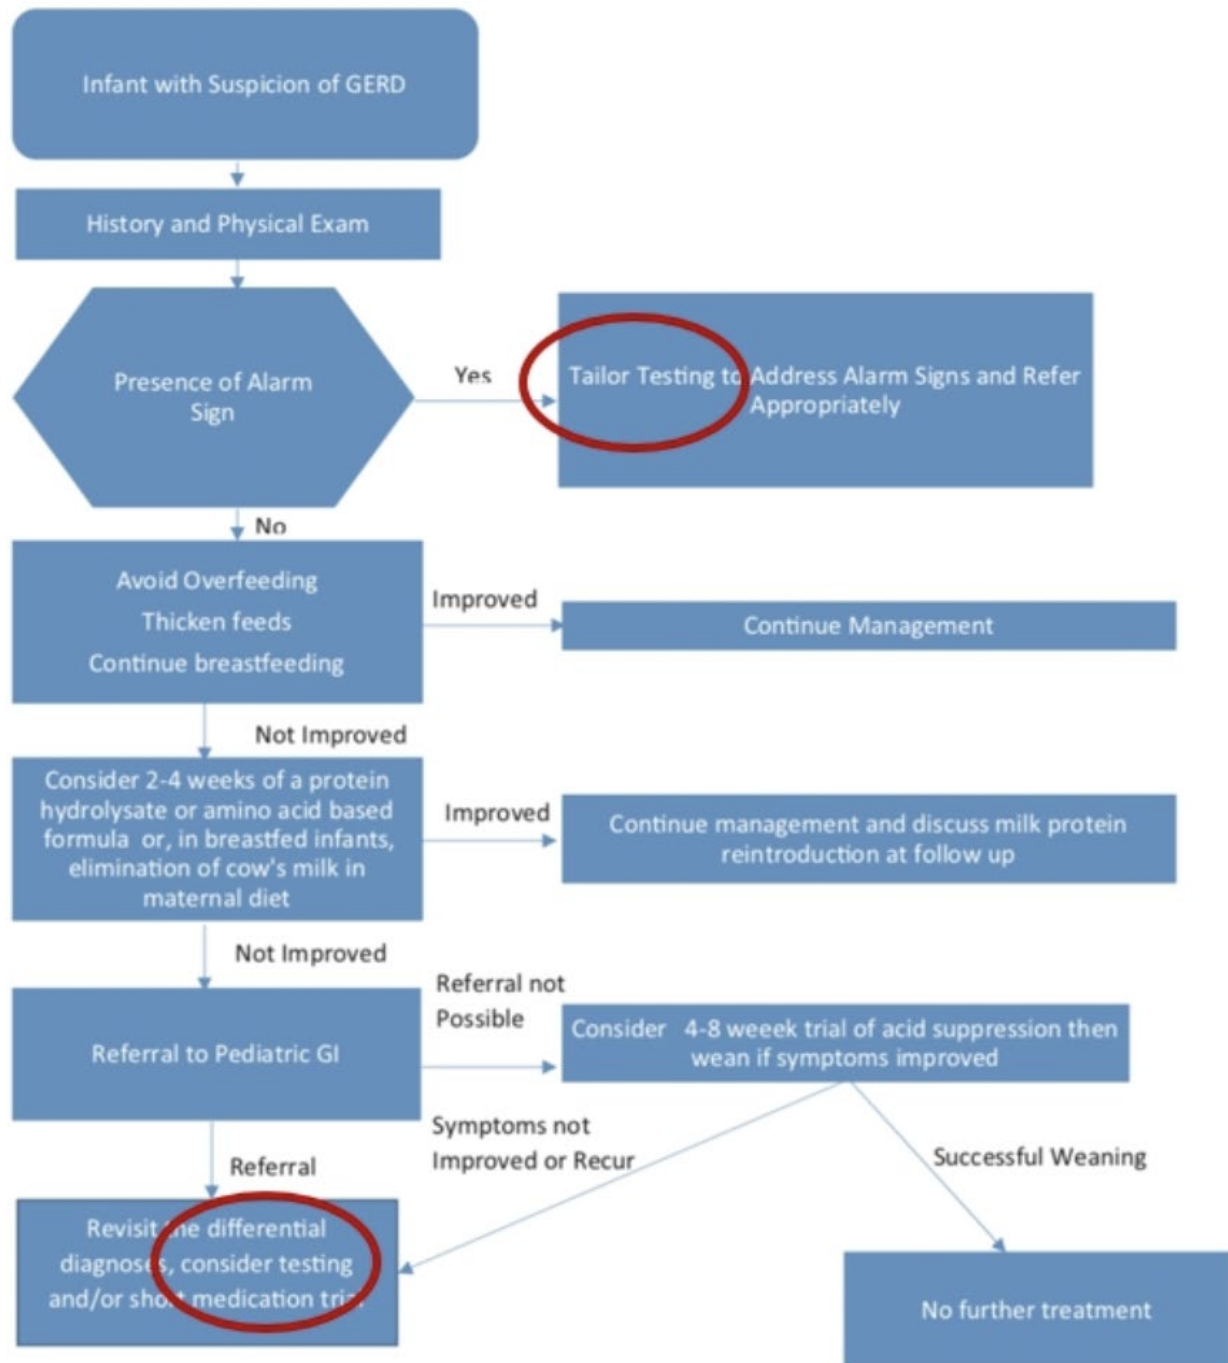 Infant with Suspicion of GERD
History and Physical Exam
Presence of Alarm
Sign
Yes
Tailor Testing to Address Alarm Signs and Refer
Appropriately
No
Avoid Overfeeding
Thicken feeds
Continue breastfeeding
Improved
Continue Management
Not Improved
Consider 2-4 weeks of a protein
hydrolysate or amino acid based
formula or, in breastfed infants,
elimination of cow's milk in
maternal diet
Improved
Continue management and discuss milk protein
reintroduction at follow up
Not Improved
Referral to Pediatric GI
Referral not
Possible
Consider 4-8 weeek trial of acid suppression then
wean if symptoms improved
Symptoms not
Improved or Recur
Successful Weaning
Referral
Revisit the differential
diagnoses, consider testing
and/or short medication trial
No further treatment